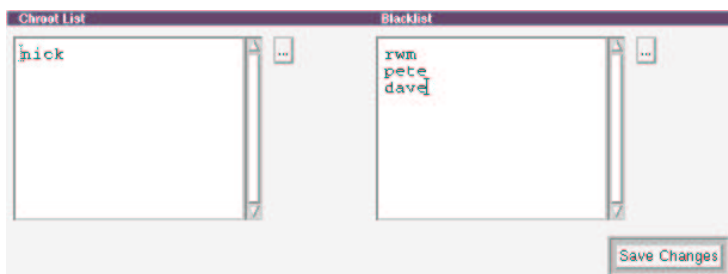 Chroot List
Blacklist
nick
...
rwm
pete
dave
...
Save Changes